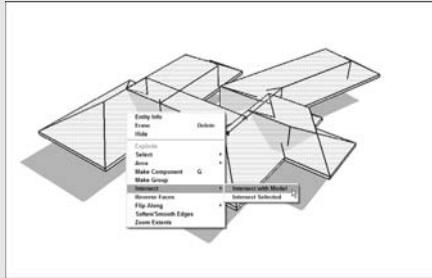 Entity Info
Erase Delete
Hide
Explode
Select
Area
Make Component G
Make Group
Intersect
Intersect with Model
Reverse Faces
Intersect Selected
Flip Along
Soften/Smooth Edges
Zoom Extents